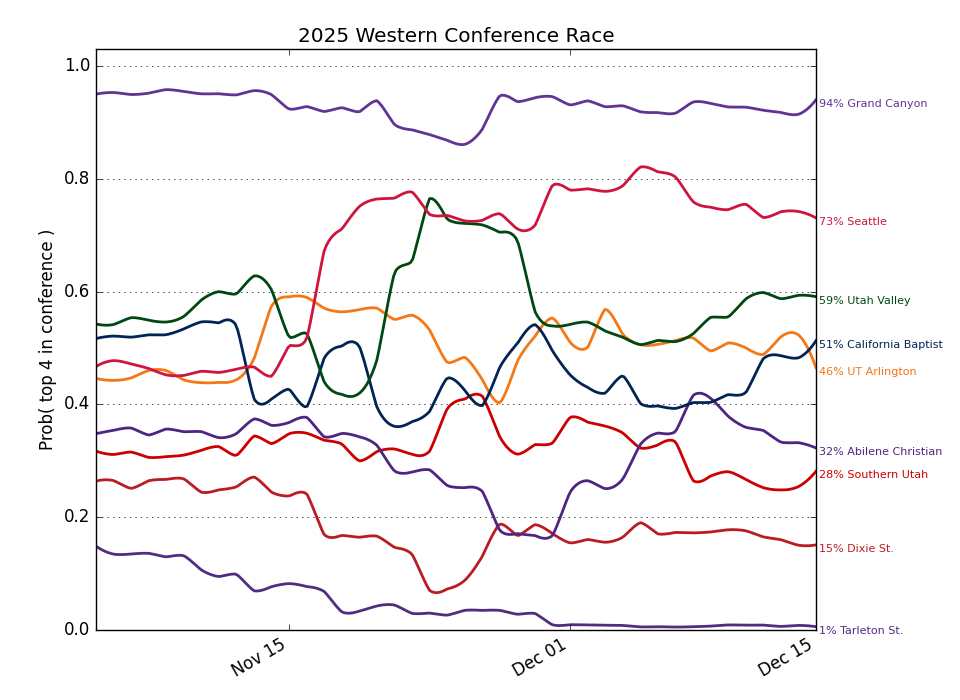 2025 Western Conference Race
Prob( top 4 in conference )
1.0
0.8
0.6
0.4
0.2
0.0
Nov 15
Dec 01
Dec 15
94% Grand Canyon
73% Seattle
59% Utah Valley
51% California Baptist
46% UT Arlington
32% Abilene Christian
28% Southern Utah
15% Dixie St.
1% Tarleton St.